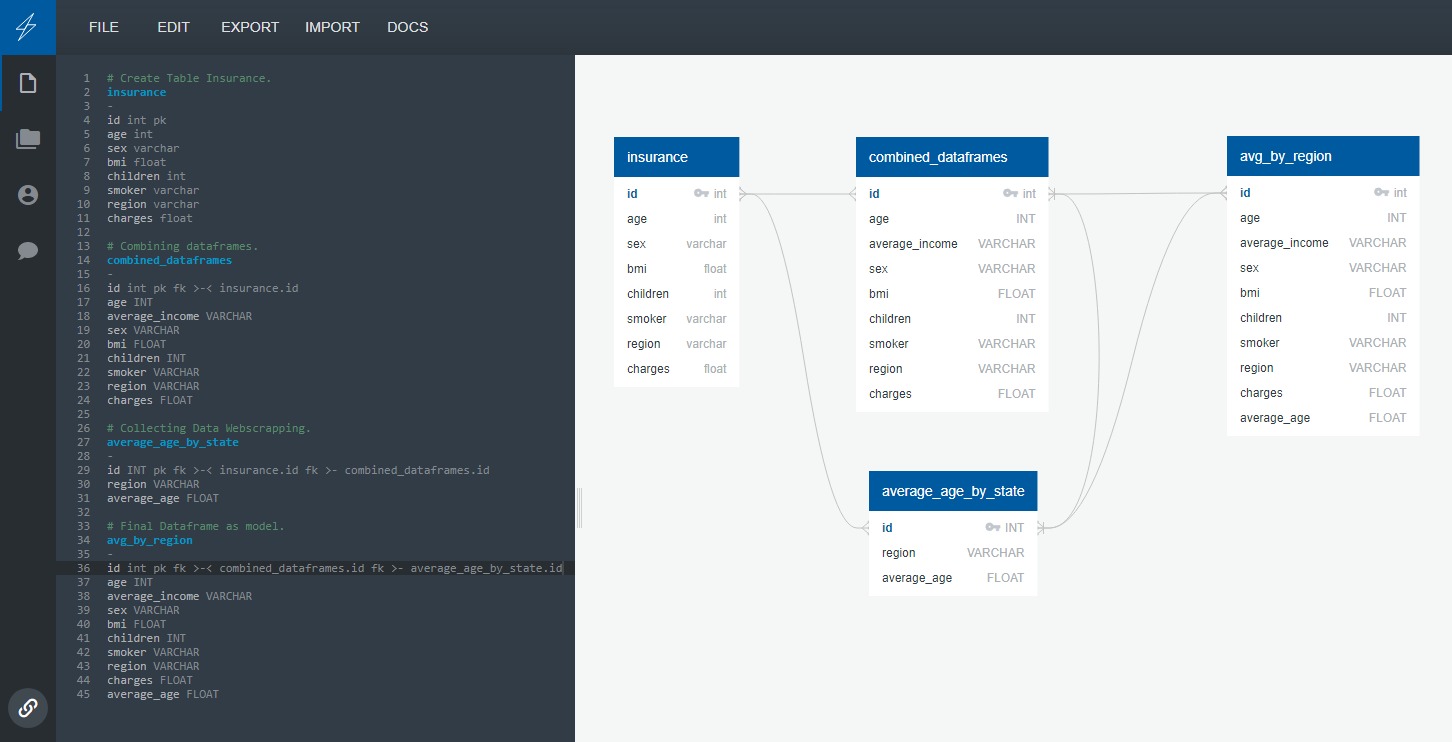 FILE EDIT EXPORT IMPORT DOCS
1 # Create Table Insurance.
2 insurance
3 -
4 id int pk
5 age int
6 sex varchar
7 bmi float
8 children int
9 smoker varchar
10 region varchar
11 charges float
12
13 # Combining dataframes.
14 combined_dataframes
15 -
16 id int pk fk >-< insurance.id
17 age INT
18 average_income VARCHAR
19 sex VARCHAR
20 bmi FLOAT
21 children INT
22 smoker VARCHAR
23 region VARCHAR
24 charges FLOAT
25
26 # Collecting Data Webscrapping.
27 average_age_by_state
28 -
29 id INT pk fk >-< insurance.id fk >- combined_dataframes.id
30 region VARCHAR
31 average_age FLOAT
32
33 # Final Dataframe as model.
34 avg_by_region
35 -
36 id int pk fk >-< combined_dataframes.id fk >- average_age_by_state.id
37 age INT
38 average_income VARCHAR
39 sex VARCHAR
40 bmi FLOAT
41 children INT
42 smoker VARCHAR
43 region VARCHAR
44 charges FLOAT
45 average_age FLOAT
insurance
id int
age int
sex varchar
bmi float
children int
smoker varchar
region varchar
charges float
combined_dataframes
id int
age INT
average_income VARCHAR
sex VARCHAR
bmi FLOAT
children INT
smoker VARCHAR
region VARCHAR
charges FLOAT
avg_by_region
id int
age INT
average_income VARCHAR
sex VARCHAR
bmi FLOAT
children INT
smoker VARCHAR
region VARCHAR
charges FLOAT
average_age FLOAT
average_age_by_state
id INT
region VARCHAR
average_age FLOAT